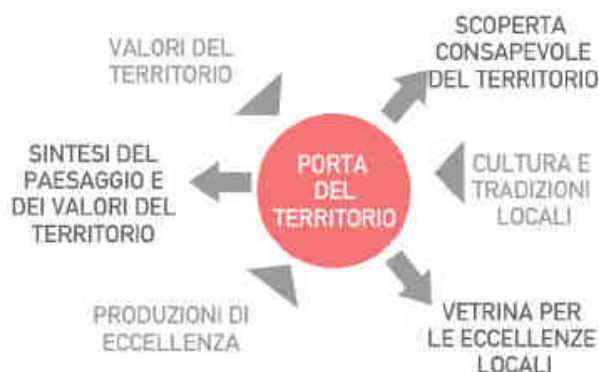 VALORI DEL
TERRITORIO
SCOPERTA
CONSAPEVOLE
DEL TERRITORIO
SINTESI DEL
PAESAGGIO E
DEI VALORI DEL
TERRITORIO
PORTA
DEL
TERRITORIO
CULTURA E
TRADIZIONI
LOCALI
PRODUZIONI DI
ECCELLENZA
VETRINA PER
LE ECCELLENZE
LOCALI